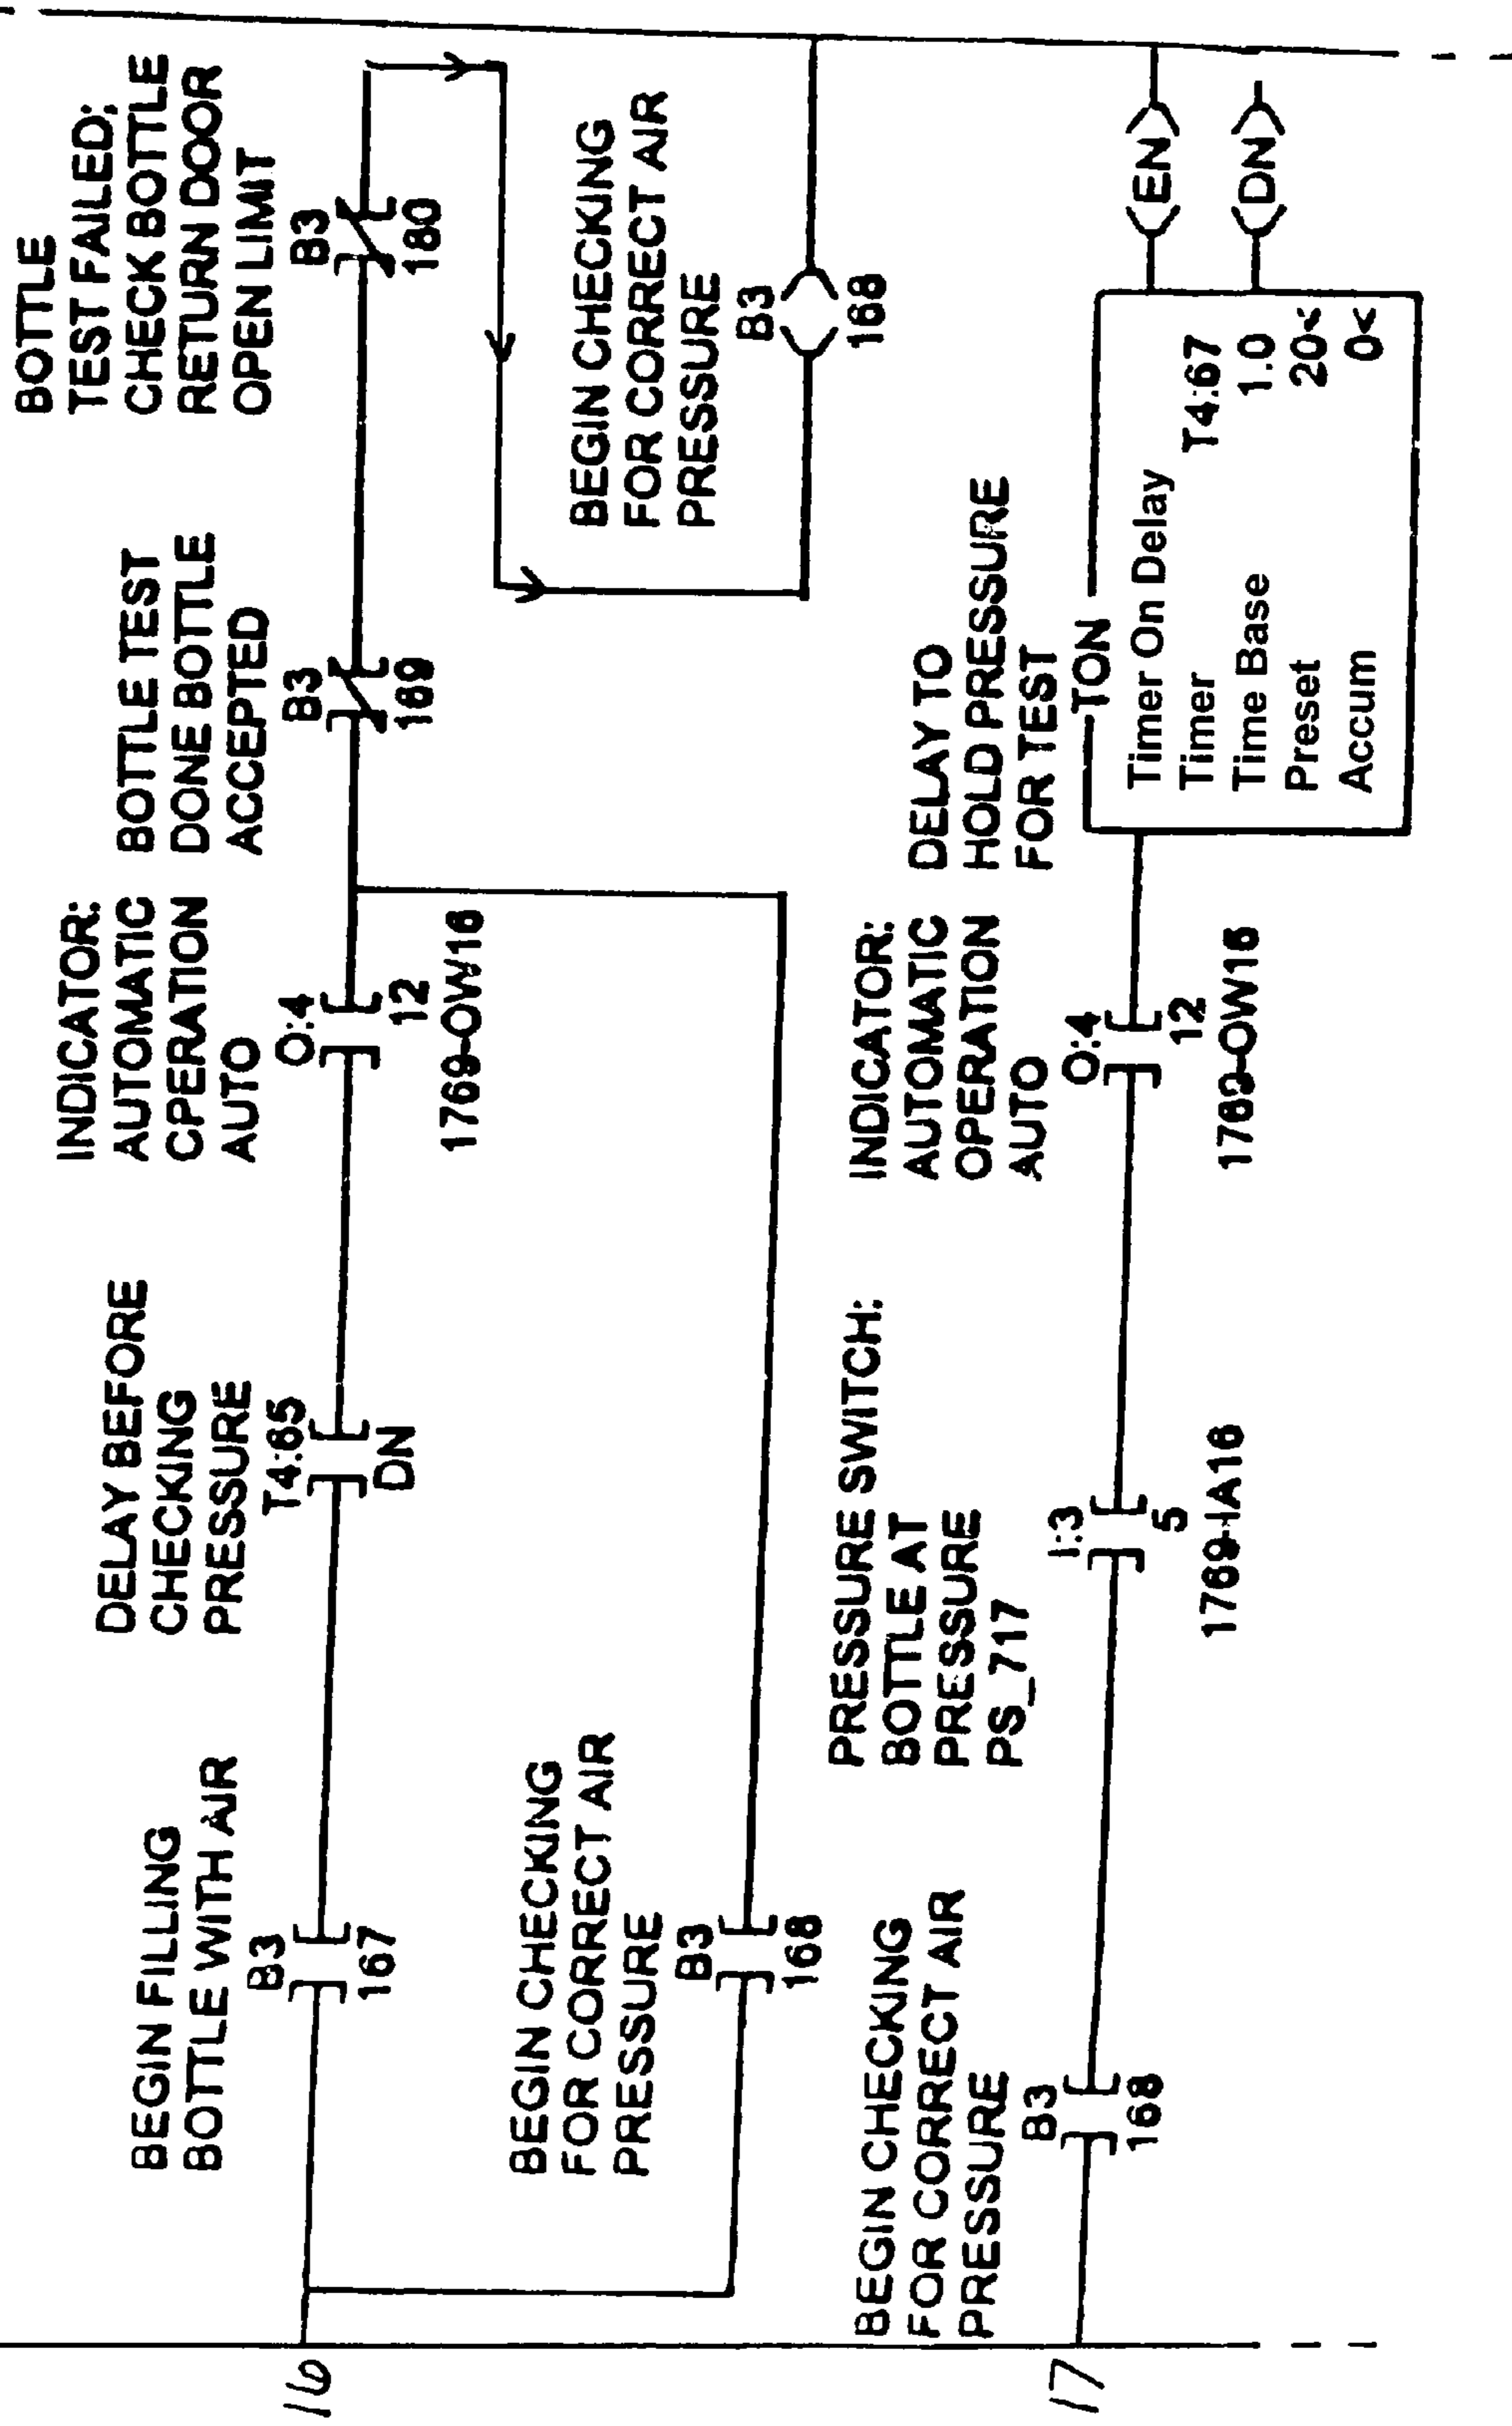 16
BEGIN FILLING
BOTTLE WITH AIR
B3
167
DELAY BEFORE
CHECKING
PRESSURE
T4:65
DN
INDICATOR:
AUTOMATIC
OPERATION
AUTO
O:4
12
1769-OW16
BOTTLE TEST
DONE BOTTLE
ACCEPTED
B3
189
BOTTLE
TEST FAILED:
CHECK BOTTLE
RETURN DOOR
OPEN LIMIT
B3
180
BEGIN CHECKING
FOR CORRECT AIR
PRESSURE
B3
168
BEGIN CHECKING
FOR CORRECT AIR
PRESSURE
B3
168
17
BEGIN CHECKING
FOR CORRECT AIR
PRESSURE
B3
168
PRESSURE SWITCH:
BOTTLE AT
PRESSURE
PS_717
I:3
5
1769-IA16
INDICATOR:
AUTOMATIC
OPERATION
AUTO
O:4
12
1769-OW16
DELAY TO
HOLD PRESSURE
FOR TEST
TON
Timer On Delay
Timer T4:67
Time Base 1.0
Preset 20<
Accum 0<
EN
DN